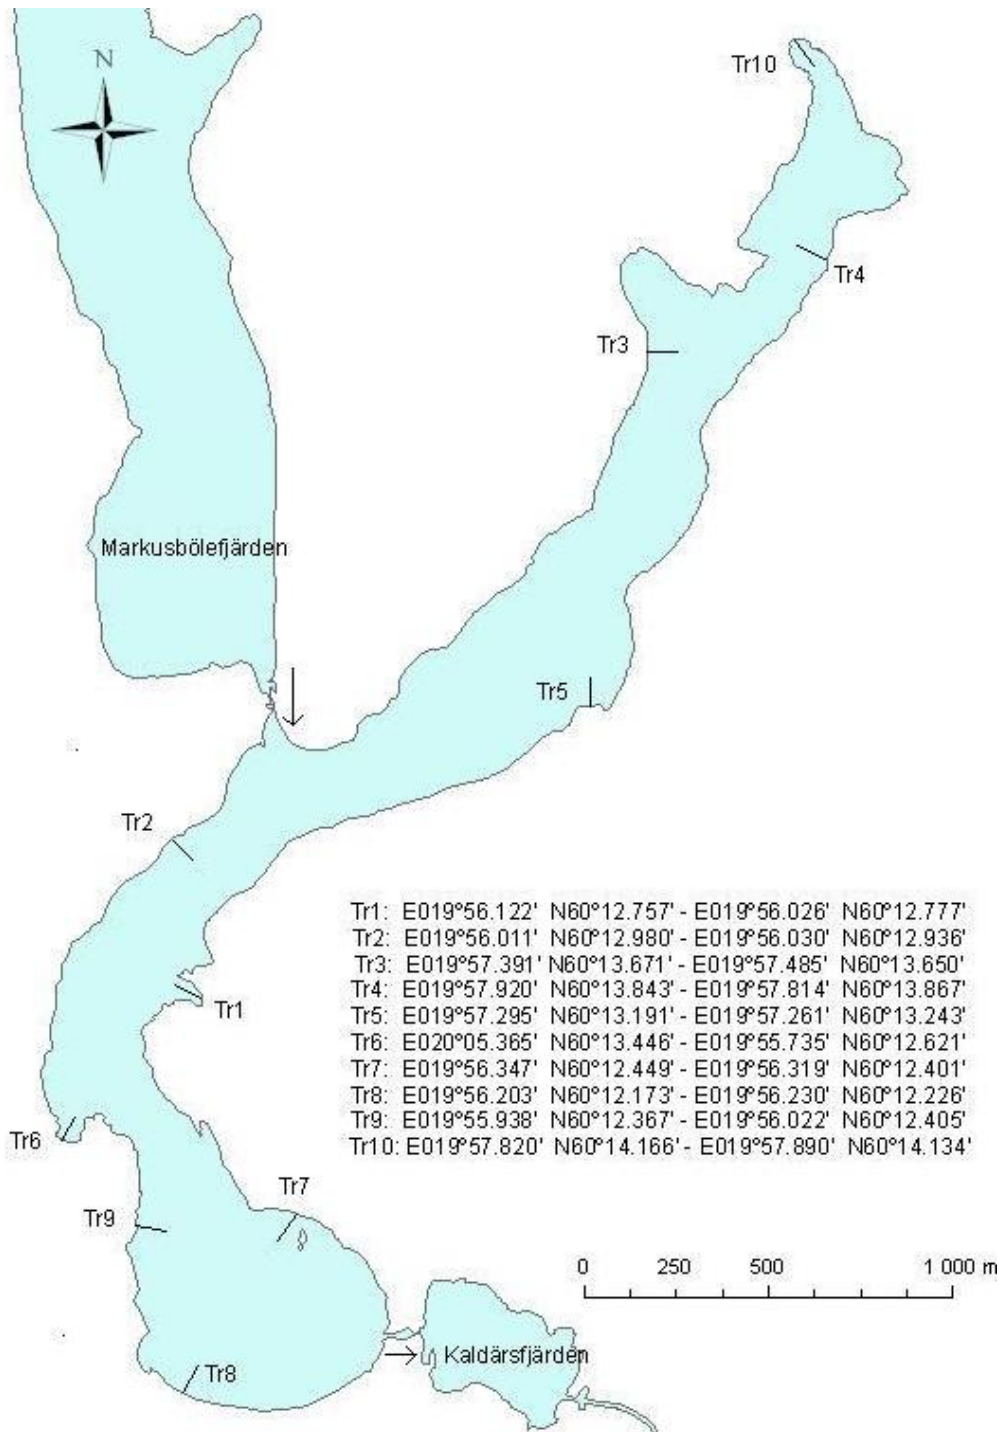 N
Tr10
Tr4
Tr3
Markusbölefjärden
Tr5
Tr2
Tr1: E019°56.122' N60°12.757' - E019°56.026' N60°12.777'
Tr2: E019°56.011' N60°12.980' - E019°56.030' N60°12.936'
Tr3: E019°57.391' N60°13.671' - E019°57.485' N60°13.650'
Tr4: E019°57.920' N60°13.843' - E019°57.814' N60°13.867'
Tr5: E019°57.295' N60°13.191' - E019°57.261' N60°13.243'
Tr6: E020°05.365' N60°13.446' - E019°55.735' N60°12.621'
Tr7: E019°56.347' N60°12.449' - E019°56.319' N60°12.401'
Tr8: E019°56.203' N60°12.173' - E019°56.230' N60°12.226'
Tr9: E019°55.938' N60°12.367' - E019°56.022' N60°12.405'
Tr10: E019°57.820' N60°14.166' - E019°57.890' N60°14.134'
Tr1
Tr6
Tr7
Tr9
0 250 500 1 000 m
Kaldärsfjärden
Tr8